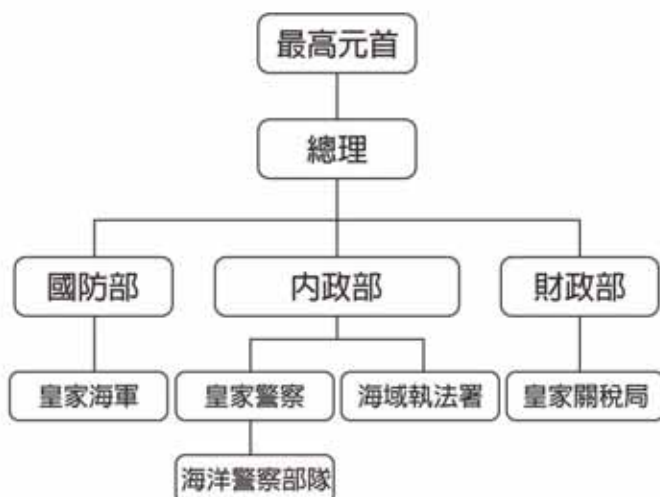 最高元首
總理
國防部
內政部
財政部
皇家海軍
皇家警察
海域執法署
皇家關稅局
海洋警察部隊